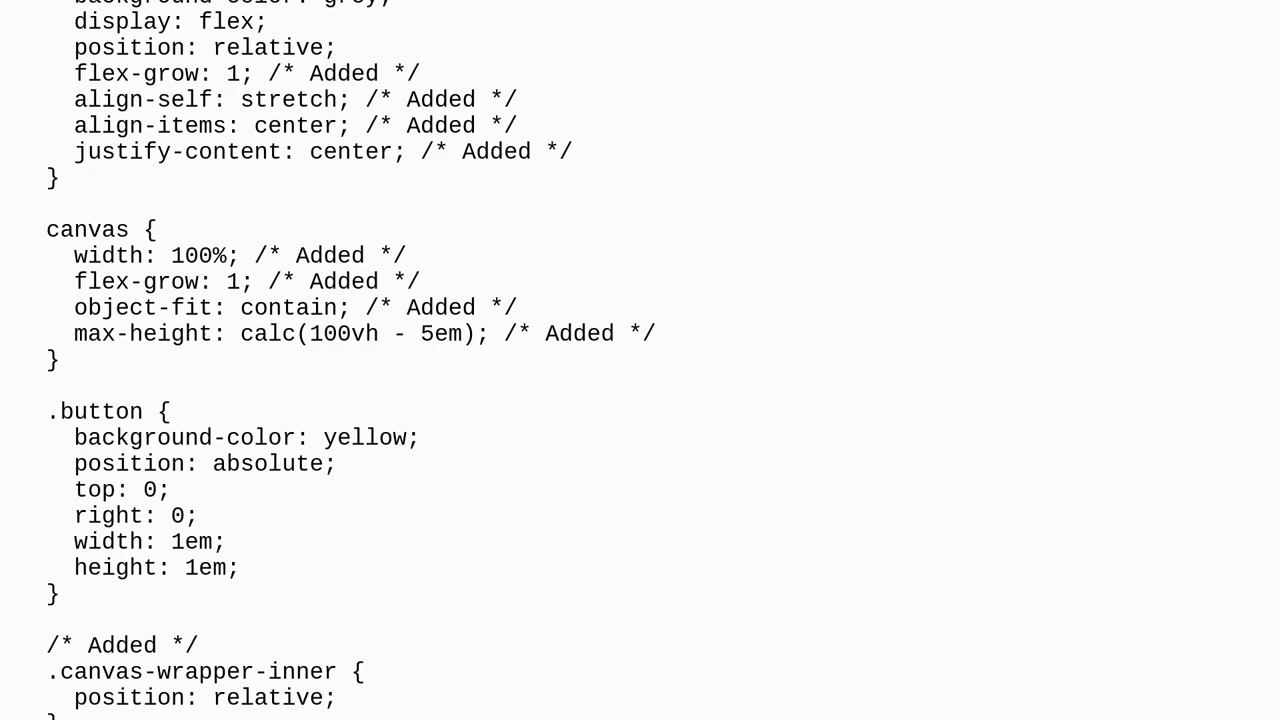 background-color: grey;
display: flex;
position: relative;
flex-grow: 1; /* Added */
align-self: stretch; /* Added */
align-items: center; /* Added */
justify-content: center; /* Added */
}
canvas {
width: 100%; /* Added */
flex-grow: 1; /* Added */
object-fit: contain; /* Added */
max-height: calc(100vh - 5em); /* Added */
}
.button {
background-color: yellow;
position: absolute;
top: 0;
right: 0;
width: 1em;
height: 1em;
}
/* Added */
.canvas-wrapper-inner {
position: relative;
}